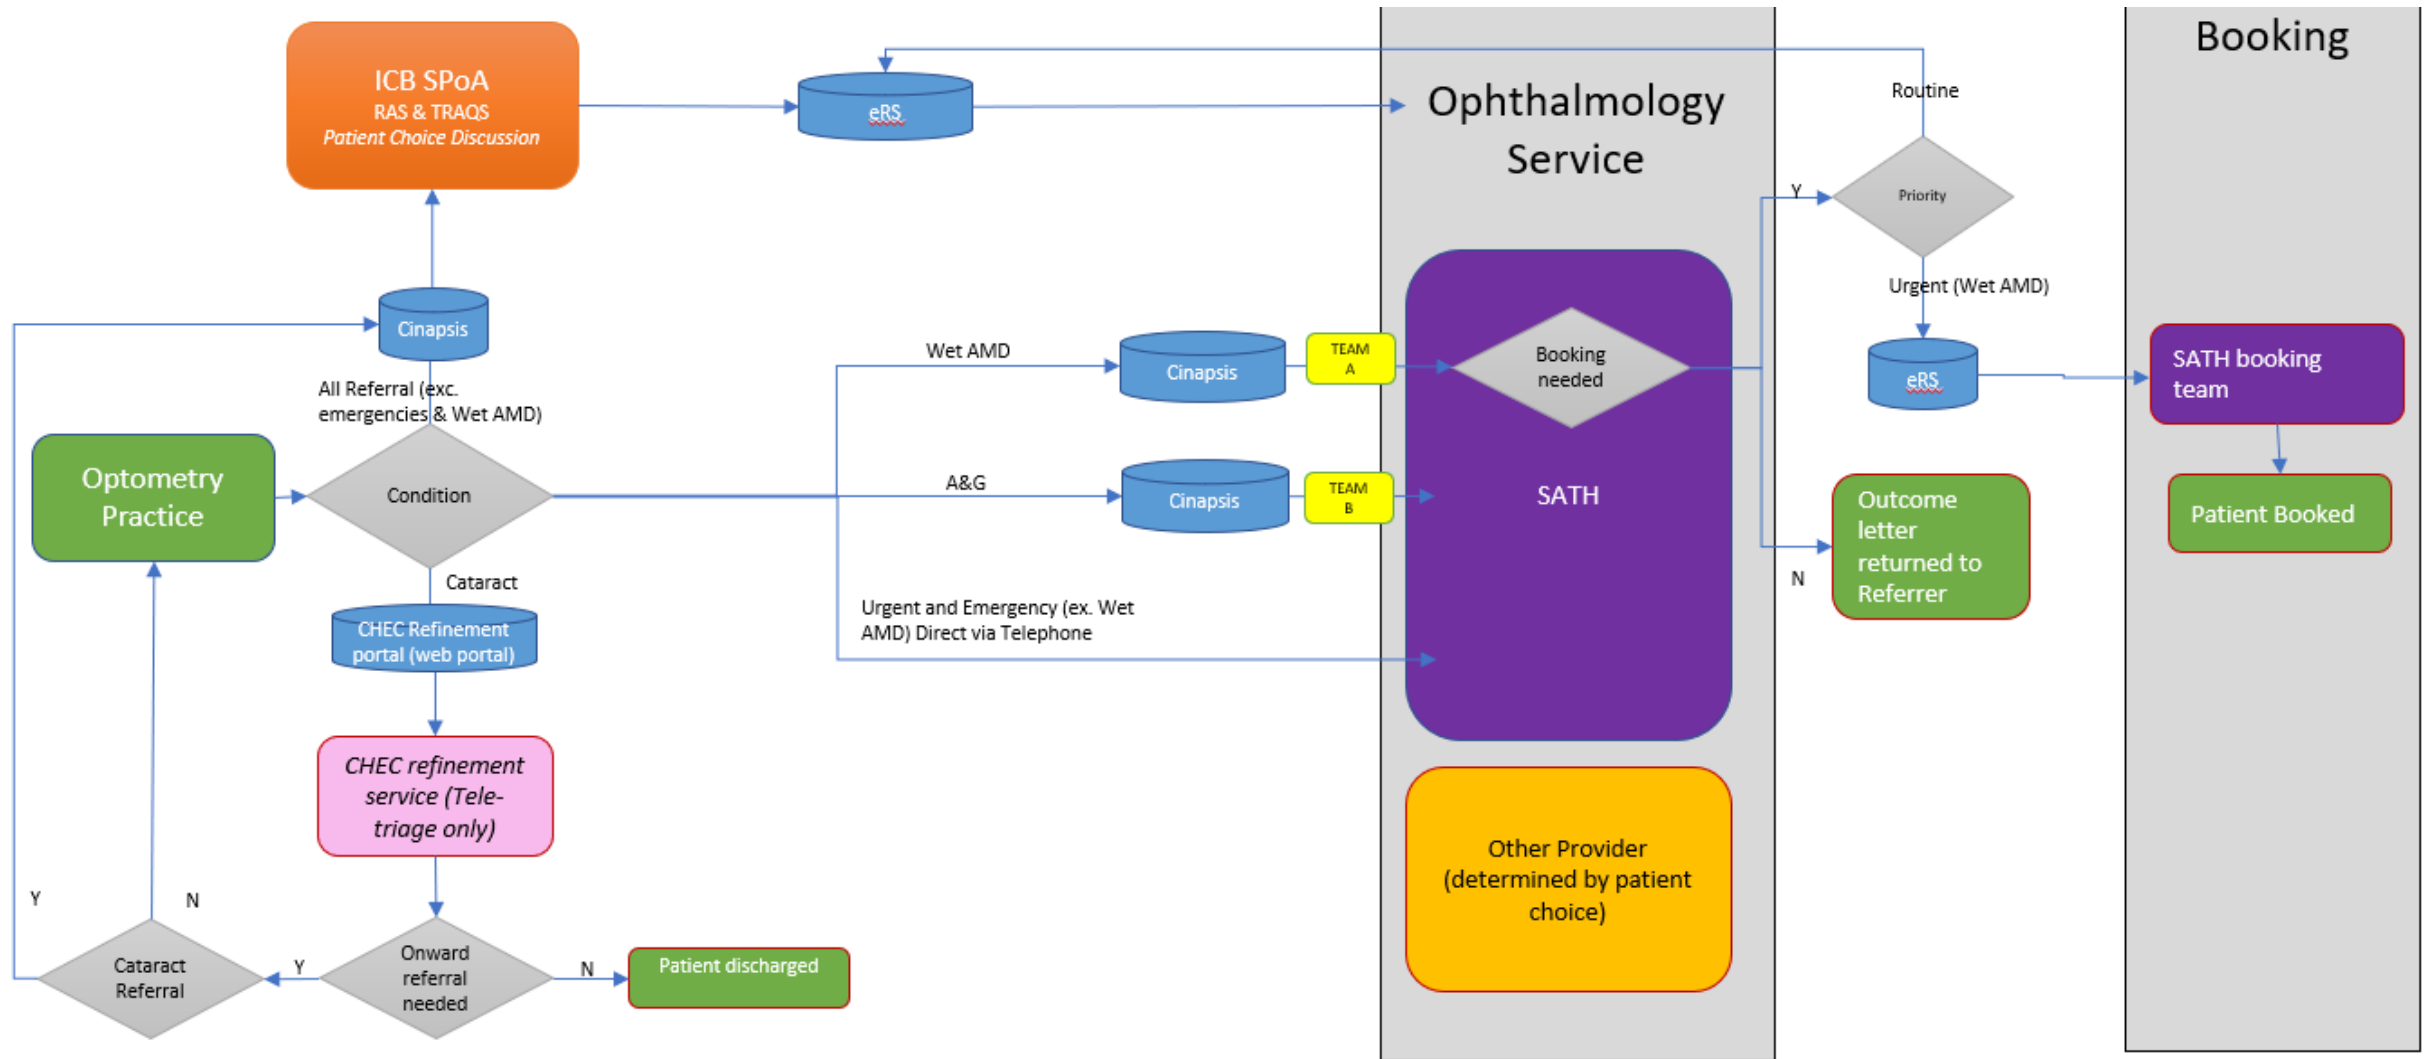 ICB SPoA
RAS & TRAQS
Patient Choice Discussion
eRS
Ophthalmology
Service
Booking
Routine
Y
Priority
Urgent (Wet AMD)
Cinapsis
All Referral (exc.
emergencies & Wet AMD)
Optometry
Practice
Condition
Wet AMD
Cinapsis
TEAM
A
Booking
needed
eRS
SATH booking
team
A&G
Cinapsis
TEAM
B
SATH
Outcome
letter
returned to
Referrer
N
Patient Booked
Cataract
CHEC Refinement
portal (web portal)
Urgent and Emergency (ex. Wet
AMD) Direct via Telephone
CHEC refinement
service (Tele-
triage only)
Other Provider
(determined by patient
choice)
Y
N
Cataract
Referral
Y
Onward
referral
needed
N
Patient discharged